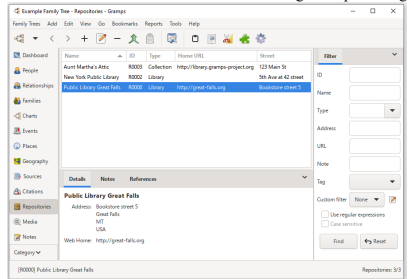 Example Family Tree - Repositories - Gramps
Family Trees Add Edit View Go Bookmarks Reports Tools Help
Dashboard
People
Relationships
Families
Charts
Events
Places
Geography
Sources
Citations
Repositories
Media
Notes
Category
Name ID Type Home URL Street
Aunt Martha's Attic R0003 Collection http://library.gramps-project.org 123 Main St
New York Public Library R0002 Library 5th Ave at 42 street
Public Library Great Falls R0000 Library http://great-falls.org Bookstore street 5
Details Notes References
Public Library Great Falls
Address: Bookstore street 5
Great Falls
MT
USA
Web Home: http://great-falls.org
Filter
ID
Name
Type
Address
URL
Note
Tag
Custom filter None
Use regular expressions
Case sensitive
Find Reset
[R0000] Public Library Great Falls Repositories: 3/3